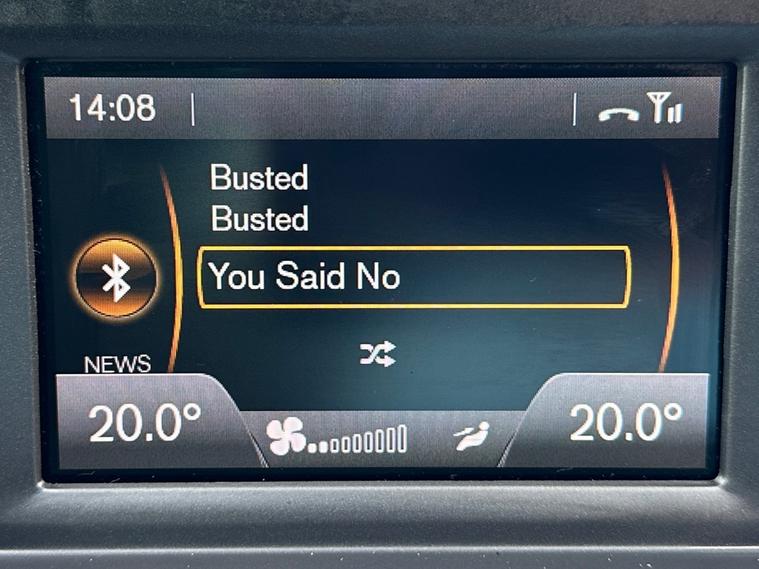 14:08
Busted
Busted
You Said No
NEWS
20.0°
20.0°